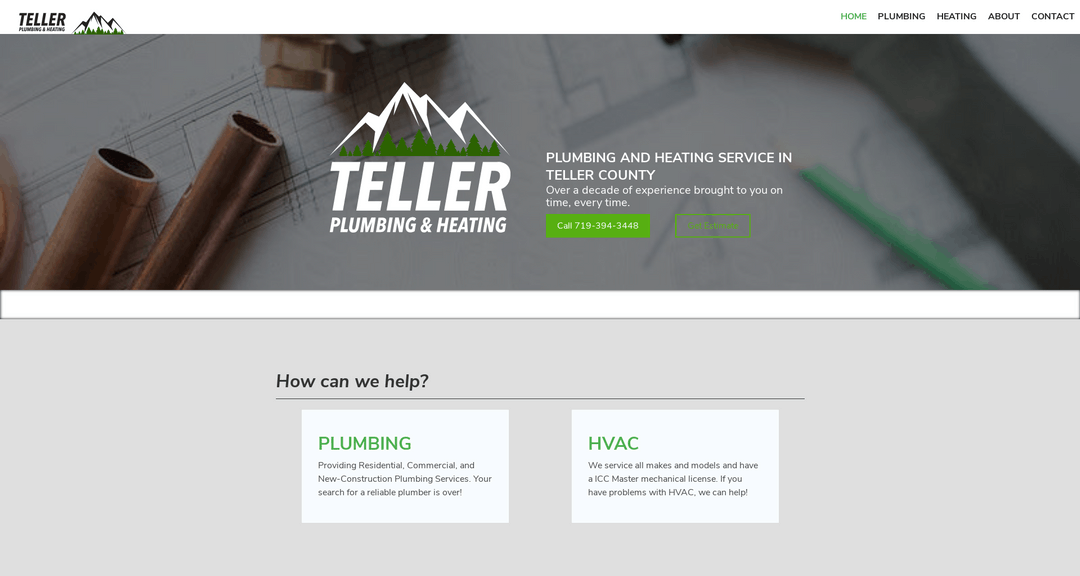 TELLER
PLUMBING & HEATING
HOME PLUMBING HEATING ABOUT CONTACT
TELLER
PLUMBING & HEATING
PLUMBING AND HEATING SERVICE IN
TELLER COUNTY
Over a decade of experience brought to you on
time, every time.
Call 719-394-3448
Get Estimate
How can we help?
PLUMBING
Providing Residential, Commercial, and
New-Construction Plumbing Services. Your
search for a reliable plumber is over!
HVAC
We service all makes and models and have
a ICC Master mechanical license. If you
have problems with HVAC, we can help!